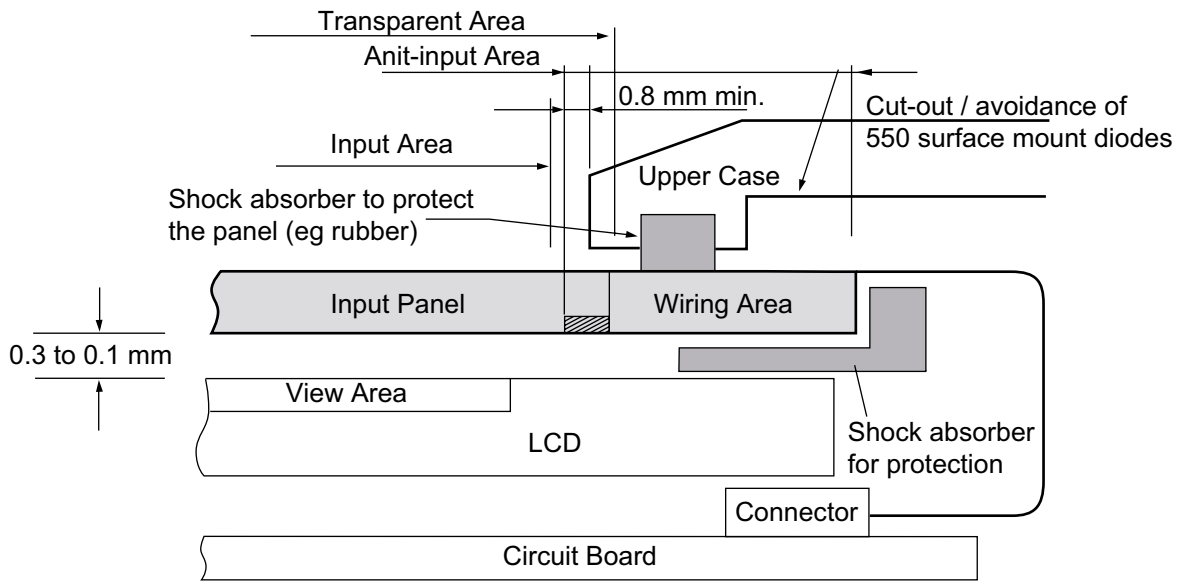 Transparent Area
Anit-input Area
0.8 mm min.
Cut-out / avoidance of
550 surface mount diodes
Input Area
Upper Case
Shock absorber to protect
the panel (eg rubber)
Input Panel
Wiring Area
0.3 to 0.1 mm
View Area
LCD
Shock absorber
for protection
Connector
Circuit Board